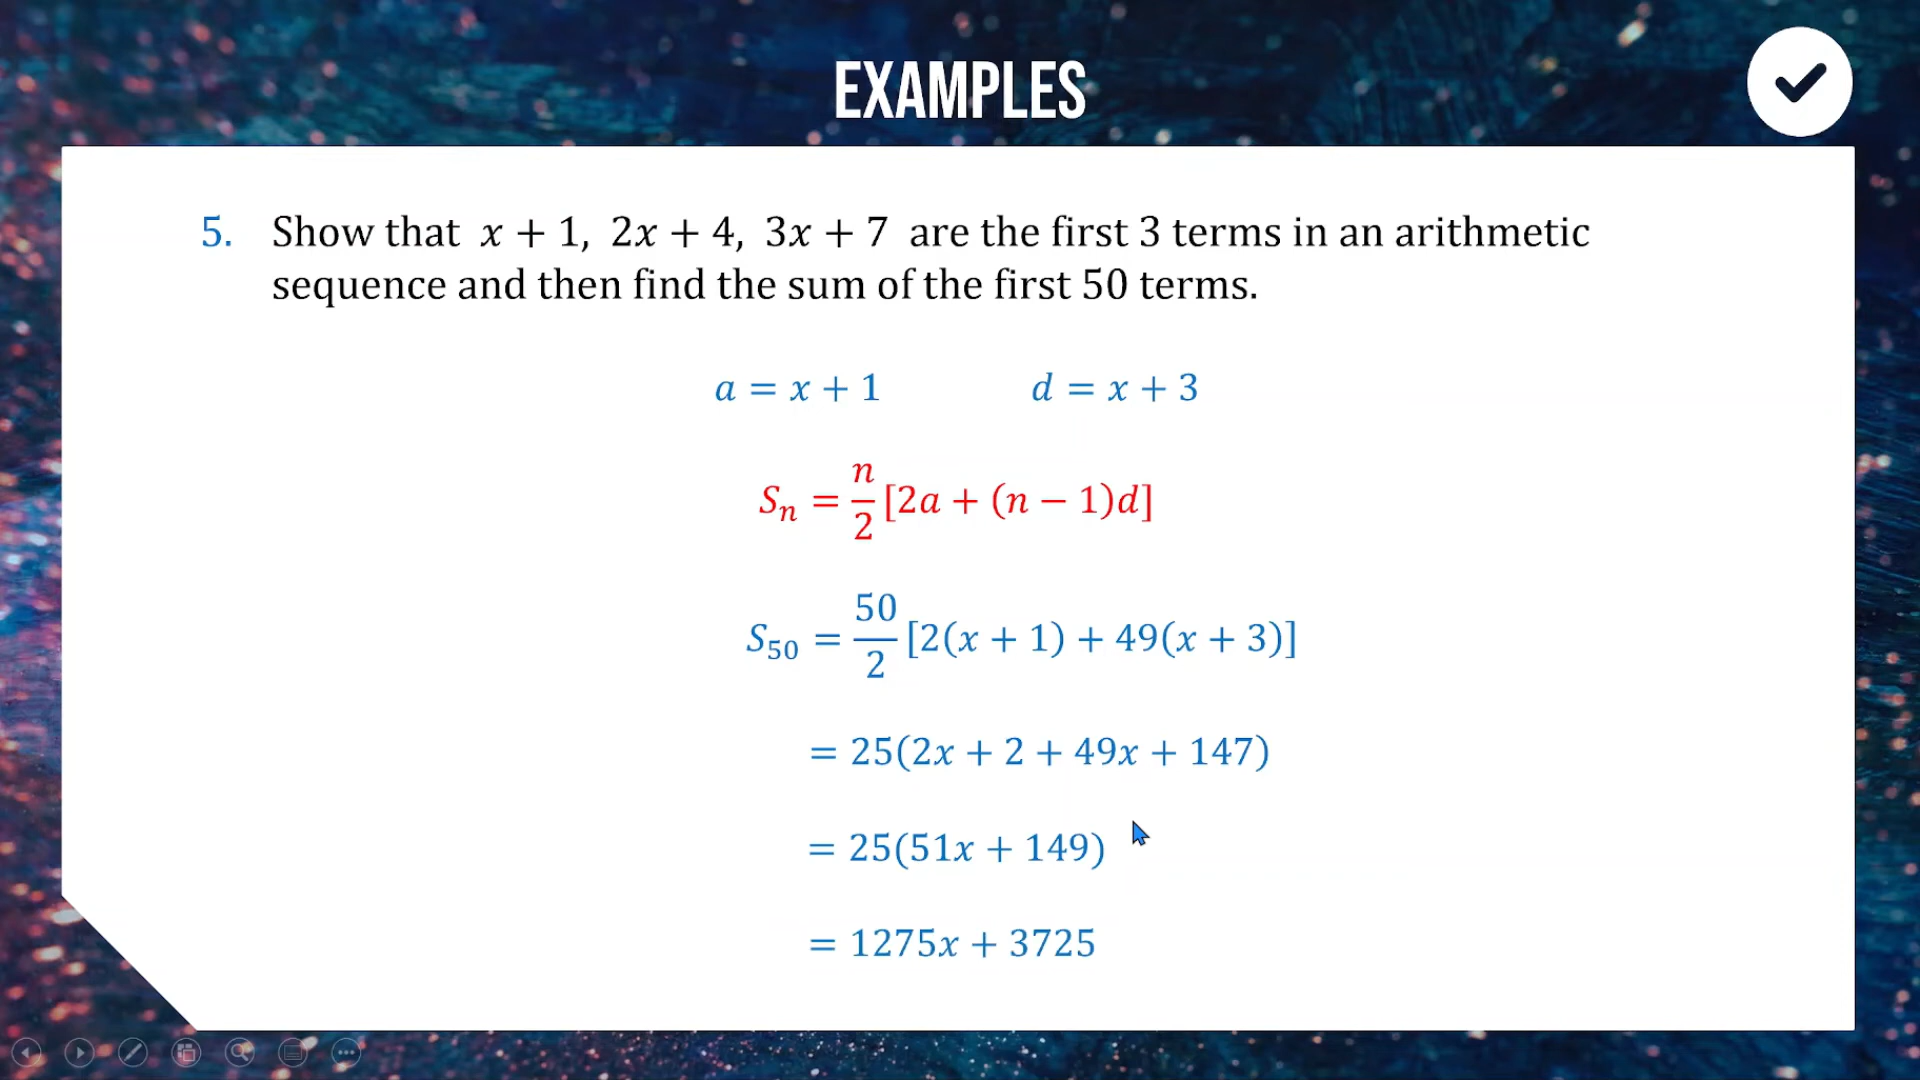 EXAMPLES
5. Show that x + 1, 2x + 4, 3x + 7 are the first 3 terms in an arithmetic
sequence and then find the sum of the first 50 terms.
a = x + 1 d = x + 3
Sₙ = n/2 [2a + (n − 1)d]
S₅₀ = 50/2 [2(x + 1) + 49(x + 3)]
= 25(2x + 2 + 49x + 147)
= 25(51x + 149)
= 1275x + 3725